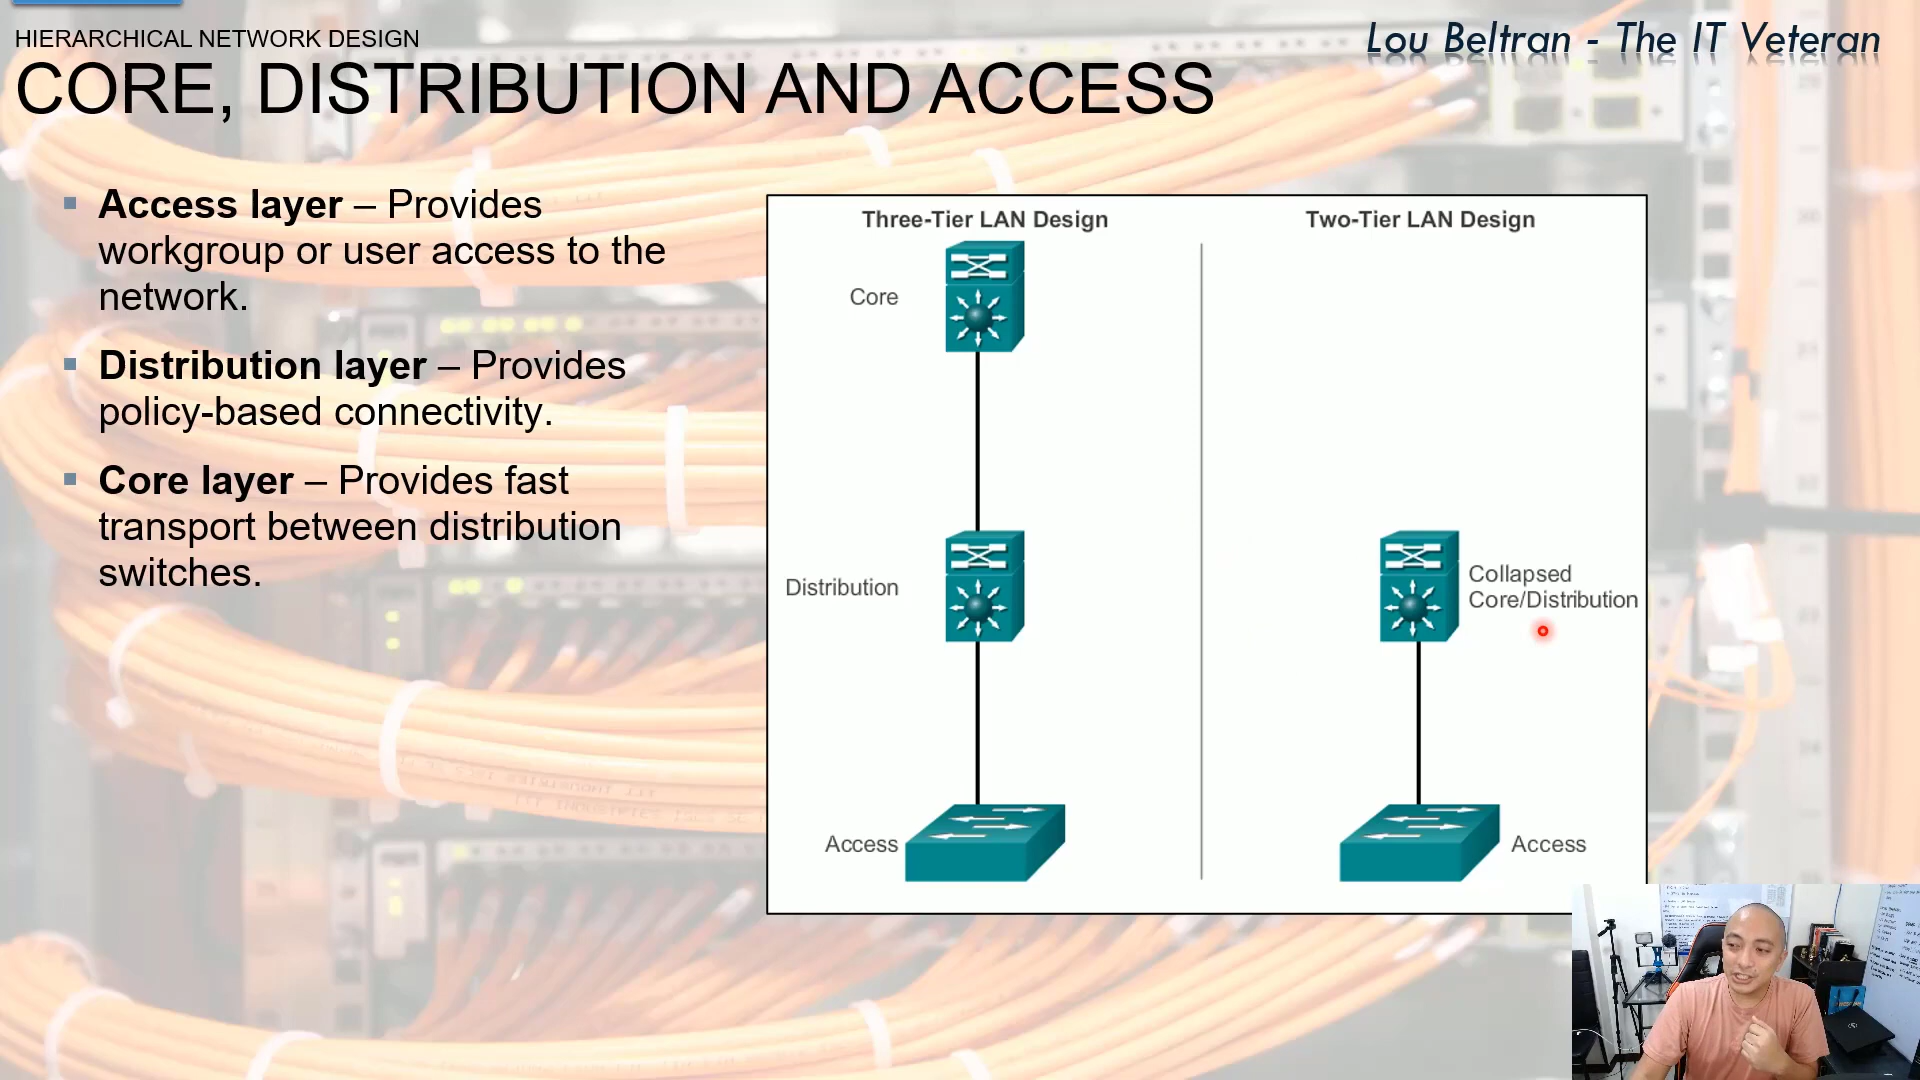 HIERARCHICAL NETWORK DESIGN
CORE, DISTRIBUTION AND ACCESS
Lou Beltran - The IT Veteran
Access layer – Provides
workgroup or user access to the
network.
Distribution layer – Provides
policy-based connectivity.
Core layer – Provides fast
transport between distribution
switches.
Three-Tier LAN Design
Core
Distribution
Access
Two-Tier LAN Design
Collapsed
Core/Distribution
Access